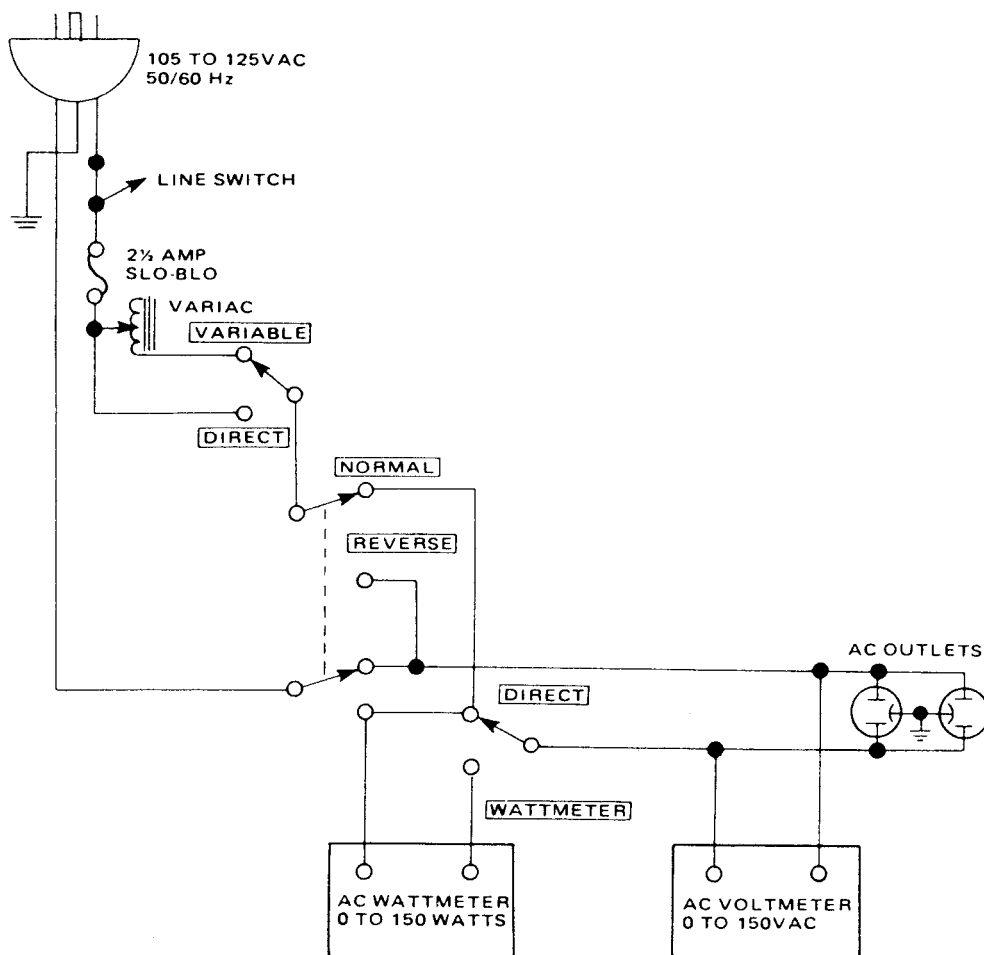 105 TO 125VAC
50/60 Hz
LINE SWITCH
2½ AMP
SLO-BLO
VARIAC
VARIABLE
DIRECT
NORMAL
REVERSE
AC OUTLETS
DIRECT
WATTMETER
AC WATTMETER
0 TO 150 WATTS
AC VOLTMETER
0 TO 150VAC